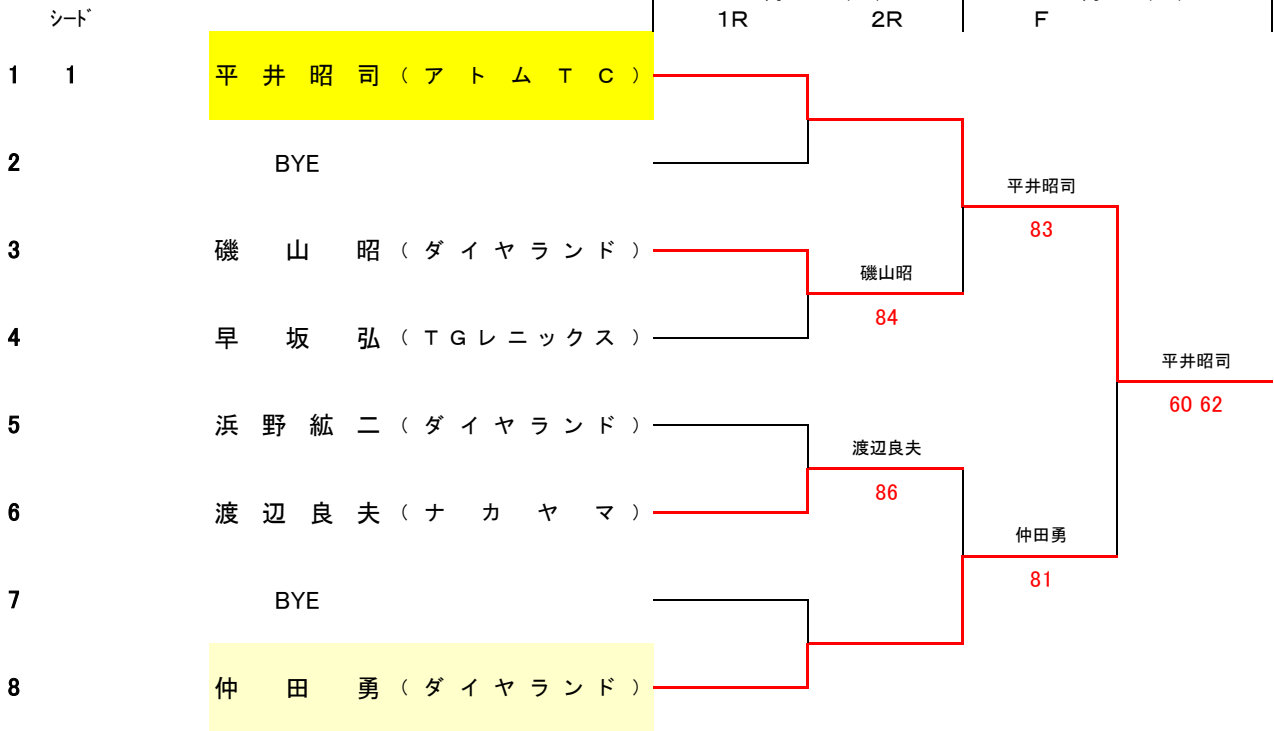 シード 1R 2R F
1 1 平井昭司(アトムTC)
2 BYE
平井昭司
83
3 磯山昭(ダイヤランド)
磯山昭
84
4 早坂弘(TGレニックス)
平井昭司
60 62
5 浜野紘二(ダイヤランド)
渡辺良夫
86
6 渡辺良夫(ナカヤマ)
仲田勇
81
7 BYE
8 仲田勇(ダイヤランド)